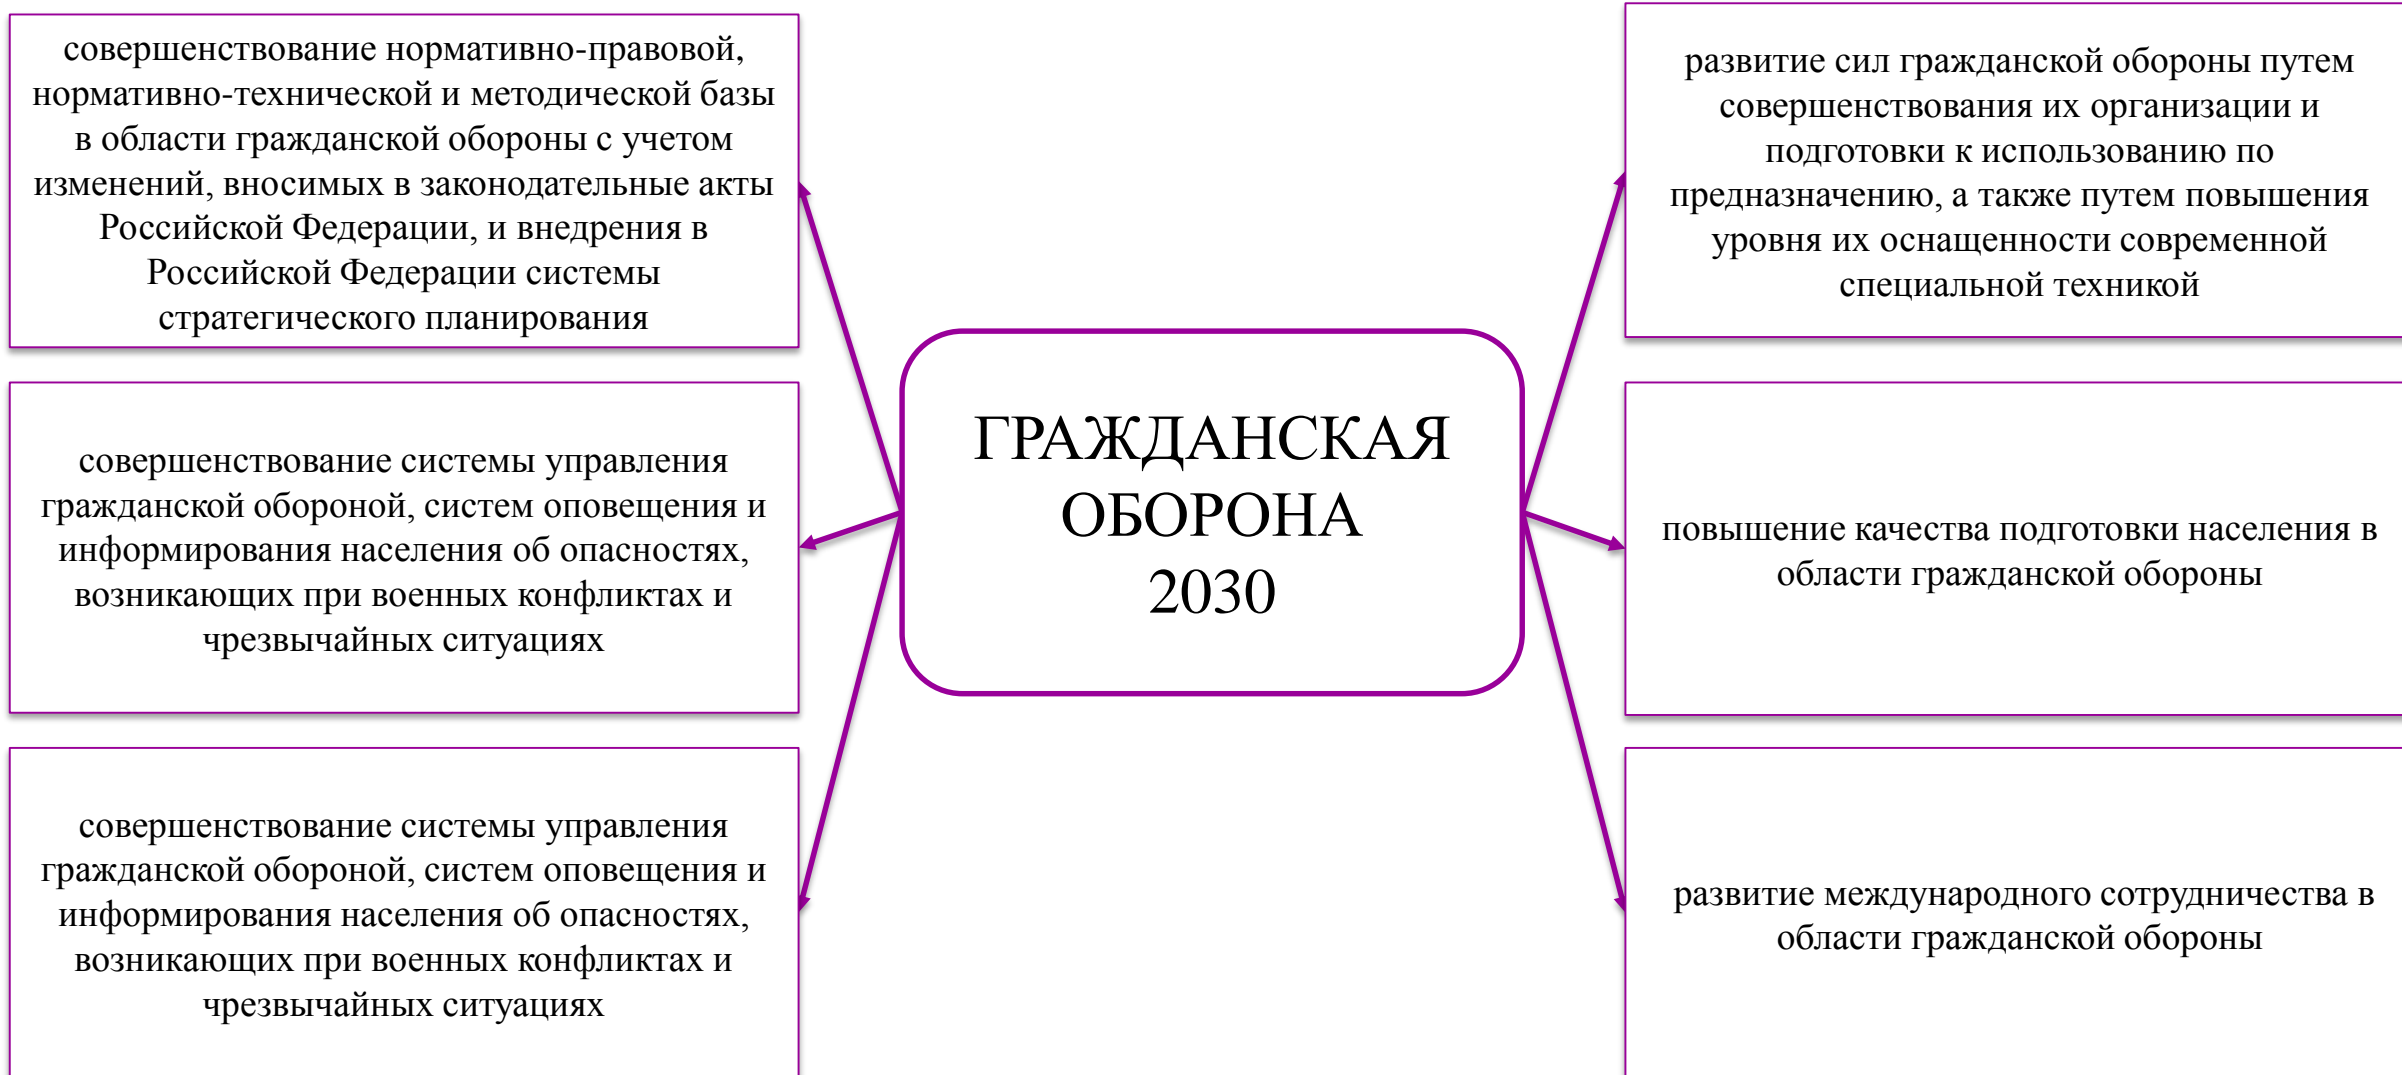 совершенствование нормативно-правовой,
нормативно-технической и методической базы
в области гражданской обороны с учетом
изменений, вносимых в законодательные акты
Российской Федерации, и внедрения в
Российской Федерации системы
стратегического планирования
совершенствование системы управления
гражданской обороной, систем оповещения и
информирования населения об опасностях,
возникающих при военных конфликтах и
чрезвычайных ситуациях
совершенствование системы управления
гражданской обороной, систем оповещения и
информирования населения об опасностях,
возникающих при военных конфликтах и
чрезвычайных ситуациях
ГРАЖДАНСКАЯ
ОБОРОНА
2030
развитие сил гражданской обороны путем
совершенствования их организации и
подготовки к использованию по
предназначению, а также путем повышения
уровня их оснащенности современной
специальной техникой
повышение качества подготовки населения в
области гражданской обороны
развитие международного сотрудничества в
области гражданской обороны